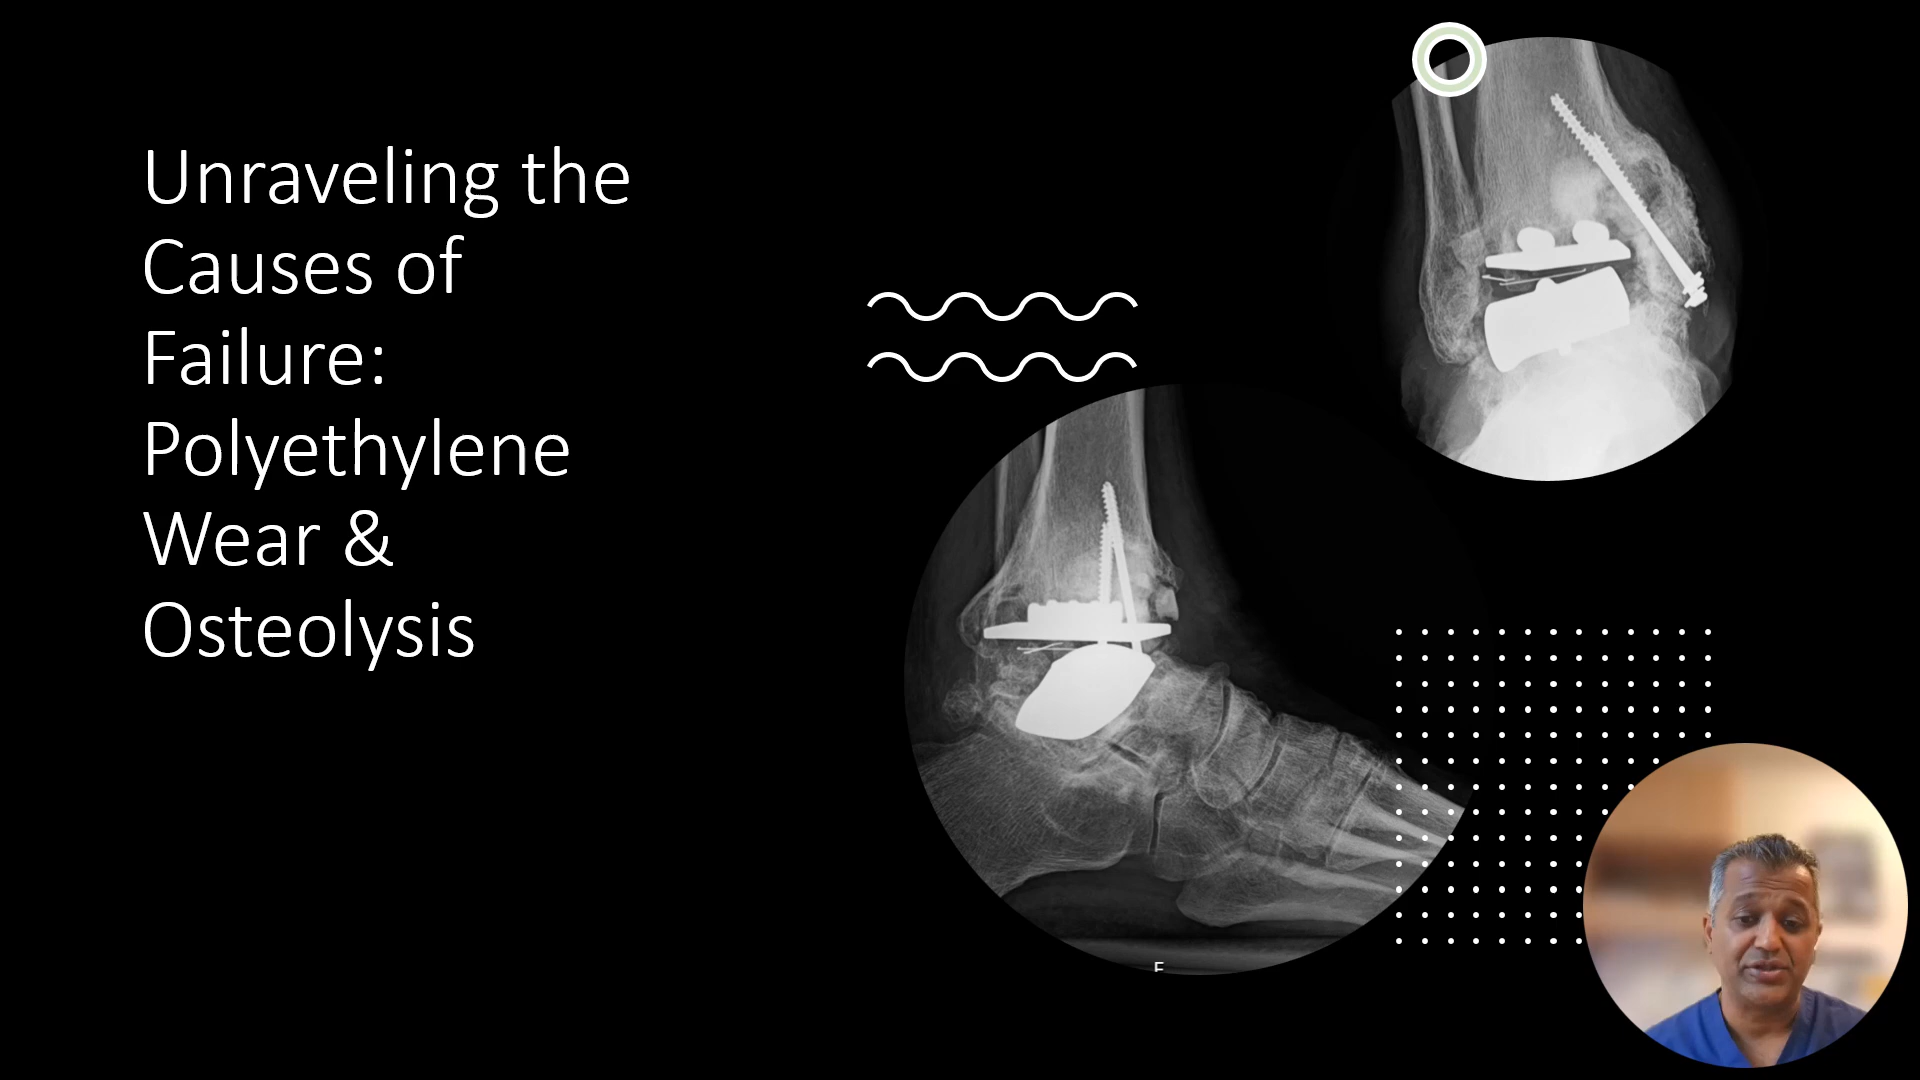 Unraveling the
Causes of
Failure:
Polyethylene
Wear &
Osteolysis